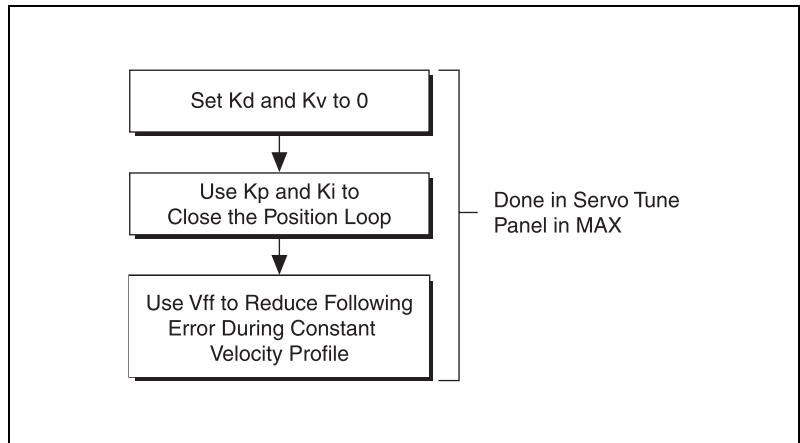 Set Kd and Kv to 0
Use Kp and Ki to
Close the Position Loop
Use Vff to Reduce Following
Error During Constant
Velocity Profile
Done in Servo Tune
Panel in MAX